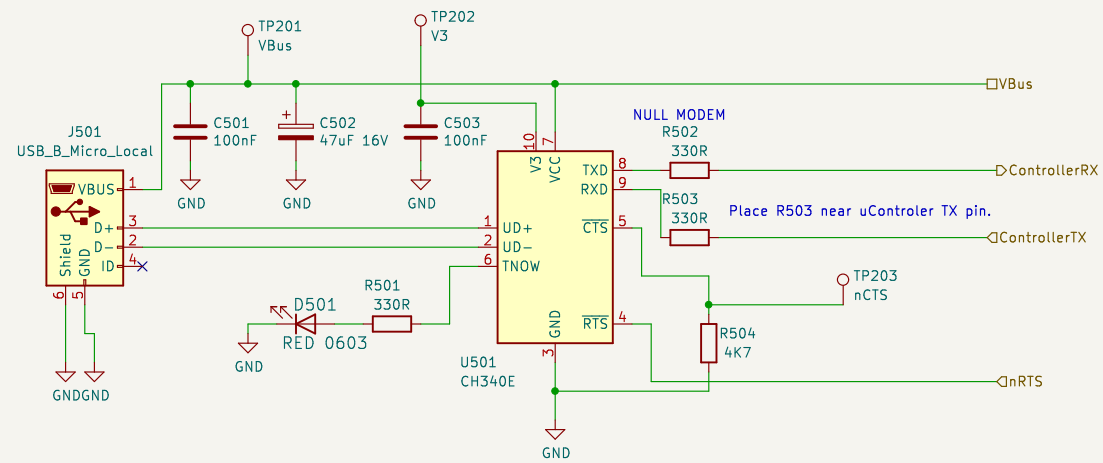 TP201
VBus
TP202
V3
VBus
J501
USB_B_Micro_Local
C501
100nF
+
C502
47uF 16V
C503
100nF
NULL MODEM
R502
330R
ControllerRX
R503
330R
Place R503 near uControler TX pin.
ControllerTX
VBUS
D+
D-
ID
Shield
GND
1
3
2
4
6
5
GND
GND
GND
10
7
V3
VCC
TXD
RXD
CTS
RTS
UD+
UD-
TNOW
GND
8
9
5
4
1
2
6
3
TP203
nCTS
R501
330R
D501
RED 0603
GND
R504
4K7
U501
CH340E
nRTS
GND
GND
GND